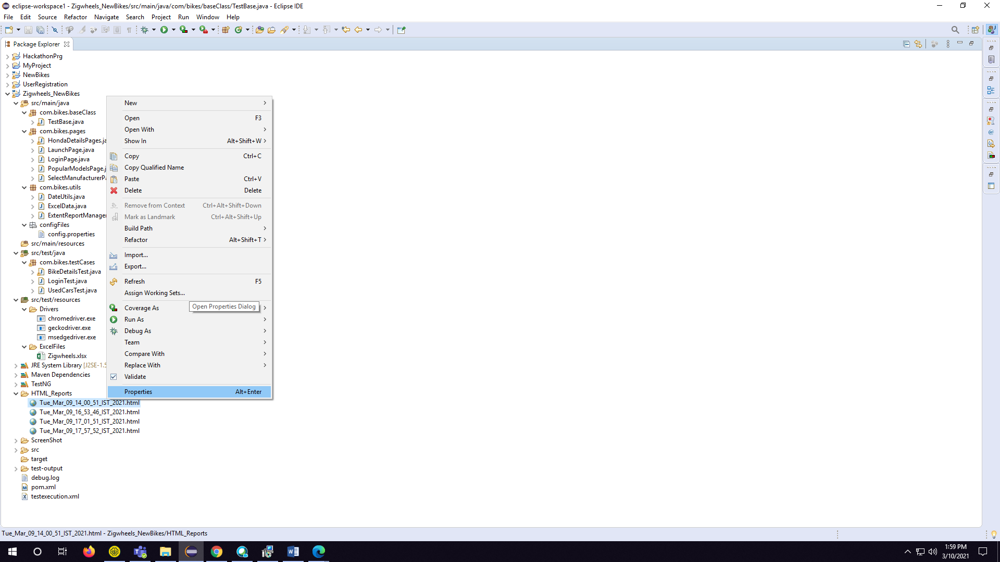 eclipse-workspace1 - Zigwheels_NewBikes/src/main/java/com/bikes/baseClass/TestBase.java - Eclipse IDE
File Edit Source Refactor Navigate Search Project Run Window Help
Package Explorer
HackathonPrg
MyProject
NewBikes
UserRegistration
Zigwheels_NewBikes
src/main/java
com.bikes.baseClass
TestBase.java
com.bikes.pages
HondaDetailsPages.ja
LaunchPage.java
LoginPage.java
PopularModelsPage.j
SelectManufacturerPa
com.bikes.utils
DateUtils.java
ExcelData.java
ExtentReportManager
configFiles
config.properties
src/main/resources
src/test/java
com.bikes.testCases
BikeDetailsTest.java
LoginTest.java
UsedCarsTest.java
src/test/resources
Drivers
chromedriver.exe
geckodriver.exe
msedgedriver.exe
ExcelFiles
Zigwheels.xlsx
JRE System Library [J2SE-1.5
Maven Dependencies
TestNG
HTML_Reports
Tue_Mar_09_14_00_51_IST_2021.html
Tue_Mar_09_16_53_46_IST_2021.html
Tue_Mar_09_17_01_51_IST_2021.html
Tue_Mar_09_17_57_52_IST_2021.html
ScreenShot
src
target
test-output
debug.log
pom.xml
testexecution.xml
New
Open F3
Open With
Show In Alt+Shift+W
Copy Ctrl+C
Copy Qualified Name
Paste Ctrl+V
Delete Delete
Remove from Context Ctrl+Alt+Shift+Down
Mark as Landmark Ctrl+Alt+Shift+Up
Build Path
Refactor Alt+Shift+T
Import...
Export...
Refresh F5
Assign Working Sets...
Coverage As
Open Properties Dialog
Run As
Debug As
Team
Compare With
Replace With
Validate
Properties Alt+Enter
Tue_Mar_09_14_00_51_IST_2021.html - Zigwheels_NewBikes/HTML_Reports
1:59 PM
3/10/2021